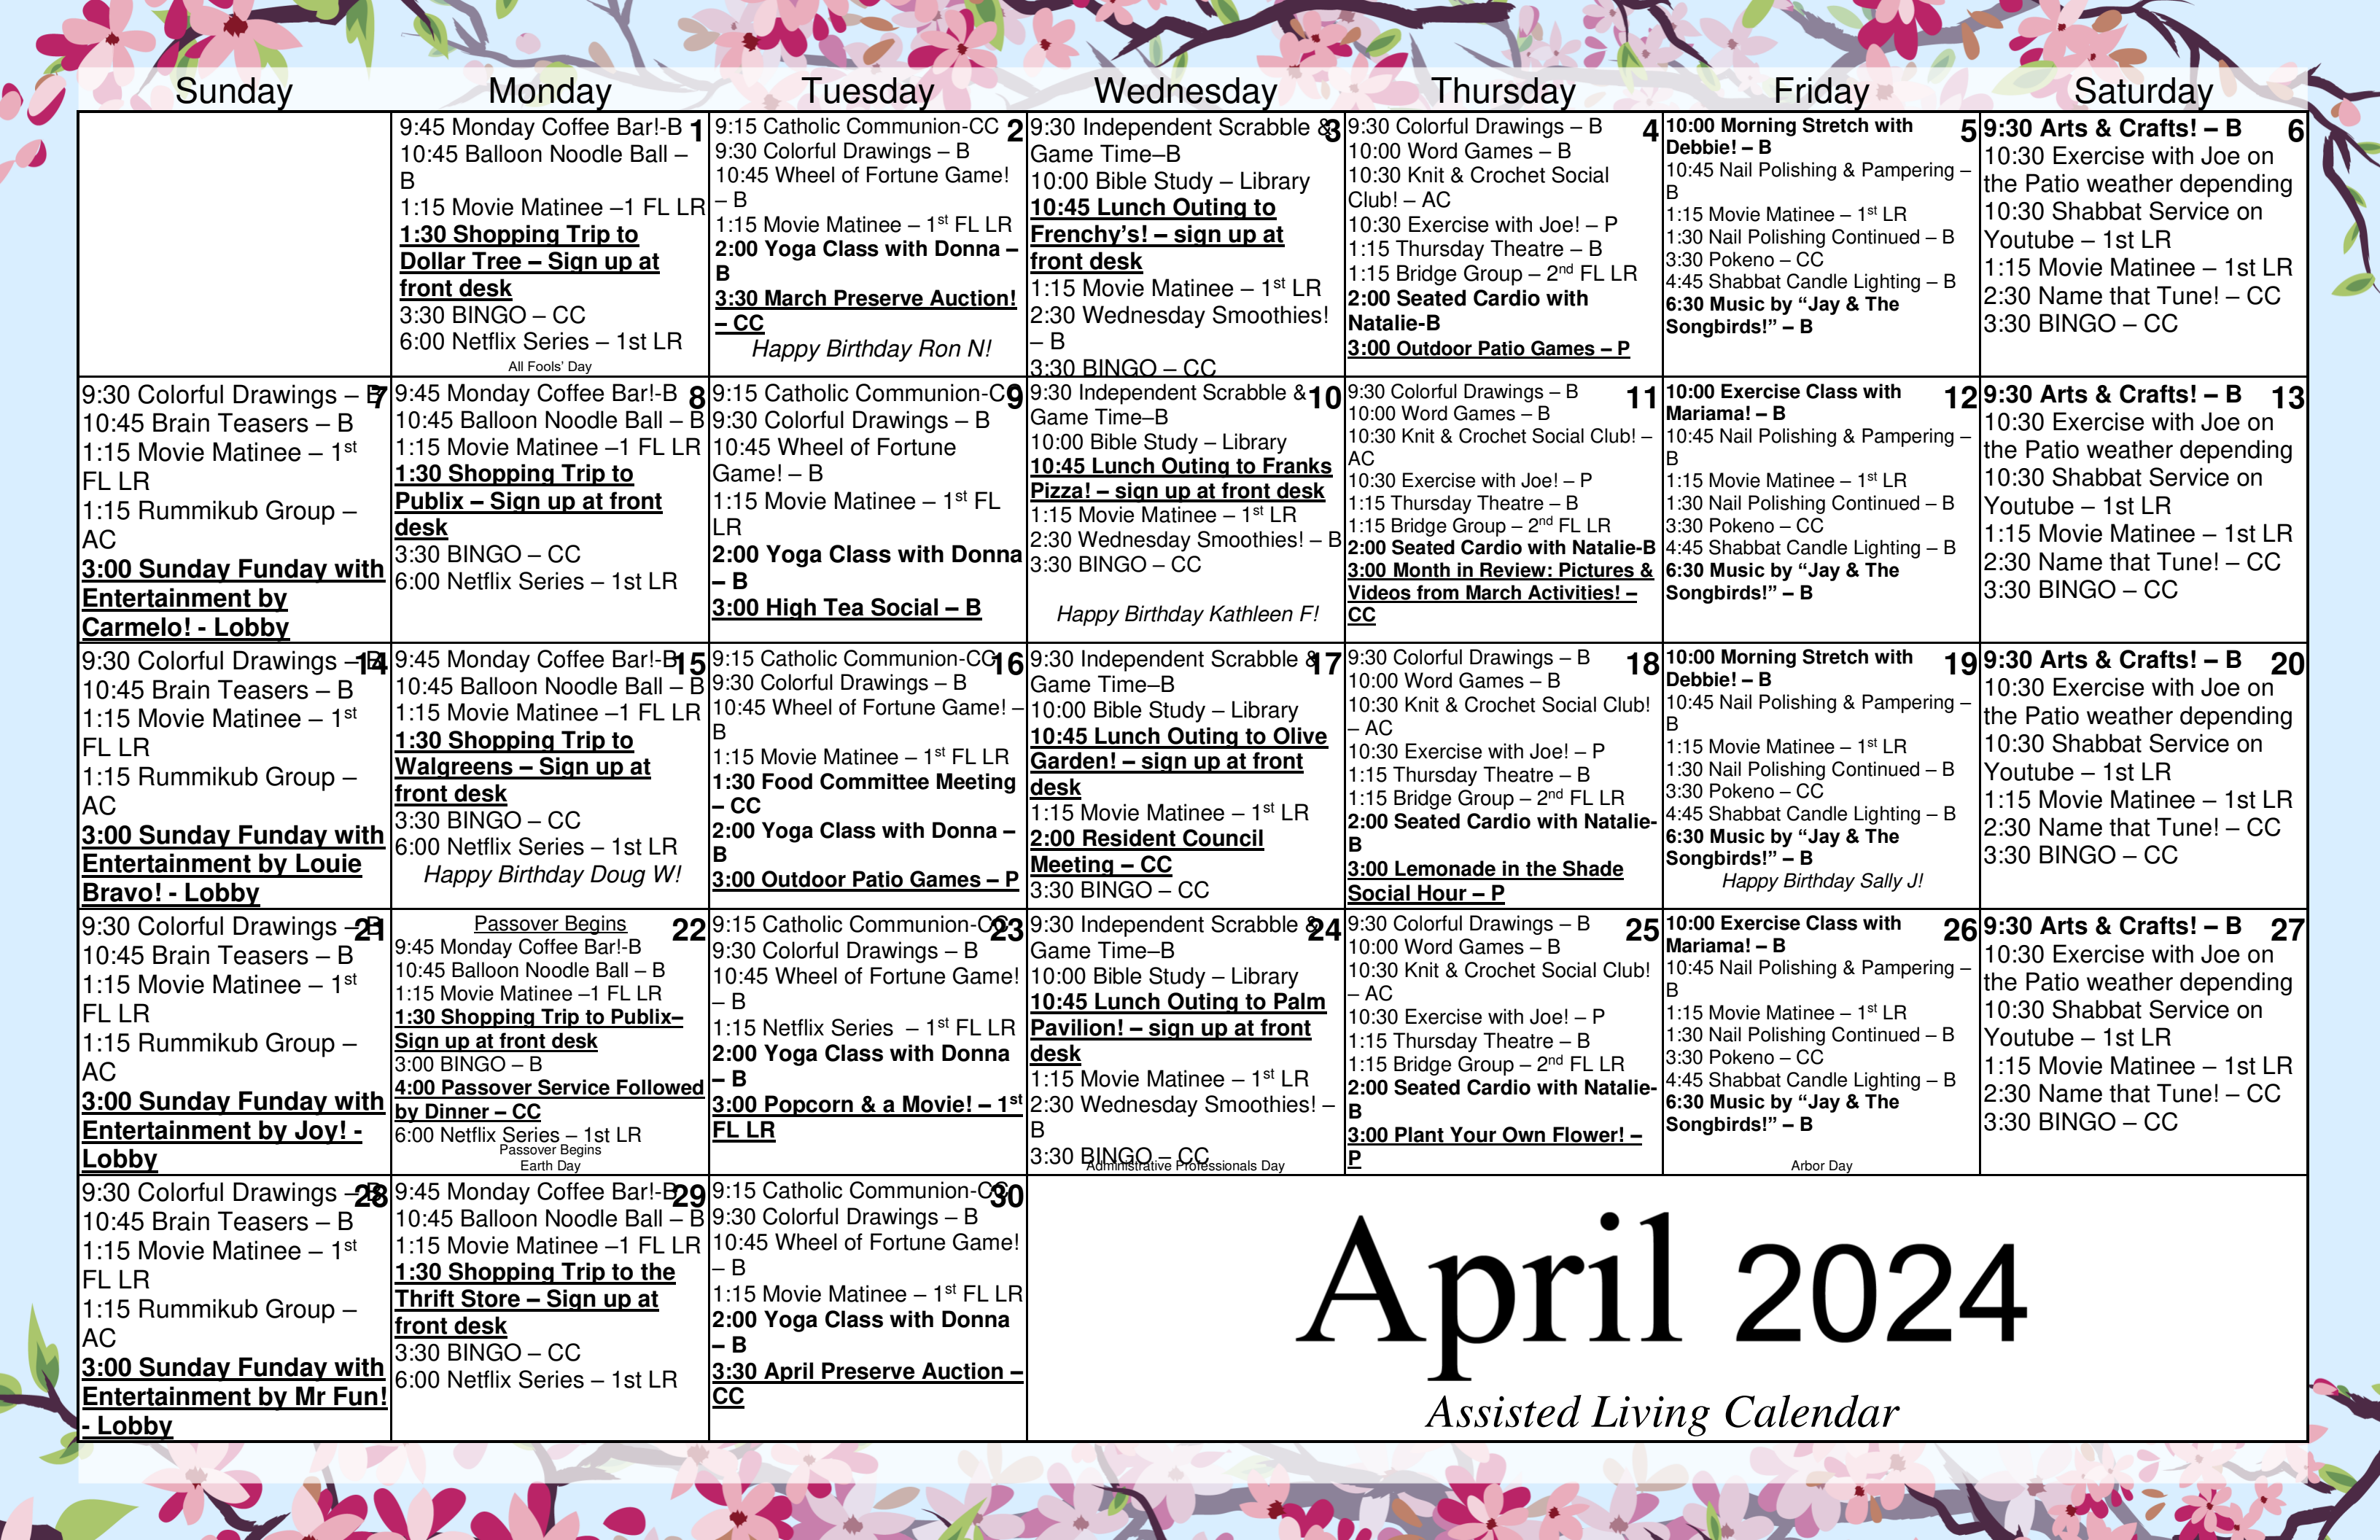 Sunday Monday Tuesday Wednesday Thursday Friday Saturday
9:45 Monday Coffee Bar!-B 1
10:45 Balloon Noodle Ball –
B
1:15 Movie Matinee –1 FL LR
1:30 Shopping Trip to
Dollar Tree – Sign up at
front desk
3:30 BINGO – CC
6:00 Netflix Series – 1st LR
All Fools' Day
9:15 Catholic Communion-CC 2
9:30 Colorful Drawings – B
10:45 Wheel of Fortune Game!
– B
1:15 Movie Matinee – 1st FL LR
2:00 Yoga Class with Donna –
B
3:30 March Preserve Auction!
– CC
Happy Birthday Ron N!
9:30 Independent Scrabble & 3
Game Time–B
10:00 Bible Study – Library
10:45 Lunch Outing to
Frenchy's! – sign up at
front desk
1:15 Movie Matinee – 1st LR
2:30 Wednesday Smoothies!
– B
3:30 BINGO – CC
9:30 Colorful Drawings – B 4
10:00 Word Games – B
10:30 Knit & Crochet Social
Club! – AC
10:30 Exercise with Joe! – P
1:15 Thursday Theatre – B
1:15 Bridge Group – 2nd FL LR
2:00 Seated Cardio with
Natalie-B
3:00 Outdoor Patio Games – P
10:00 Morning Stretch with 5
Debbie! – B
10:45 Nail Polishing & Pampering –
B
1:15 Movie Matinee – 1st LR
1:30 Nail Polishing Continued – B
3:30 Pokeno – CC
4:45 Shabbat Candle Lighting – B
6:30 Music by “Jay & The
Songbirds!” – B
9:30 Arts & Crafts! – B 6
10:30 Exercise with Joe on
the Patio weather depending
10:30 Shabbat Service on
Youtube – 1st LR
1:15 Movie Matinee – 1st LR
2:30 Name that Tune! – CC
3:30 BINGO – CC
9:30 Colorful Drawings – B 7
10:45 Brain Teasers – B
1:15 Movie Matinee – 1st
FL LR
1:15 Rummikub Group –
AC
3:00 Sunday Funday with
Entertainment by
Carmelo! - Lobby
9:45 Monday Coffee Bar!-B 8
10:45 Balloon Noodle Ball – B
1:15 Movie Matinee –1 FL LR
1:30 Shopping Trip to
Publix – Sign up at front
desk
3:30 BINGO – CC
6:00 Netflix Series – 1st LR
9:15 Catholic Communion-CC 9
9:30 Colorful Drawings – B
10:45 Wheel of Fortune
Game! – B
1:15 Movie Matinee – 1st FL
LR
2:00 Yoga Class with Donna
– B
3:00 High Tea Social – B
9:30 Independent Scrabble & 10
Game Time–B
10:00 Bible Study – Library
10:45 Lunch Outing to Franks
Pizza! – sign up at front desk
1:15 Movie Matinee – 1st LR
2:30 Wednesday Smoothies! – B
3:30 BINGO – CC
Happy Birthday Kathleen F!
9:30 Colorful Drawings – B 11
10:00 Word Games – B
10:30 Knit & Crochet Social Club! –
AC
10:30 Exercise with Joe! – P
1:15 Thursday Theatre – B
1:15 Bridge Group – 2nd FL LR
2:00 Seated Cardio with Natalie-B
3:00 Month in Review: Pictures &
Videos from March Activities! –
CC
10:00 Exercise Class with 12
Mariama! – B
10:45 Nail Polishing & Pampering –
B
1:15 Movie Matinee – 1st LR
1:30 Nail Polishing Continued – B
3:30 Pokeno – CC
4:45 Shabbat Candle Lighting – B
6:30 Music by “Jay & The
Songbirds!” – B
9:30 Arts & Crafts! – B 13
10:30 Exercise with Joe on
the Patio weather depending
10:30 Shabbat Service on
Youtube – 1st LR
1:15 Movie Matinee – 1st LR
2:30 Name that Tune! – CC
3:30 BINGO – CC
9:30 Colorful Drawings – B 14
10:45 Brain Teasers – B
1:15 Movie Matinee – 1st
FL LR
1:15 Rummikub Group –
AC
3:00 Sunday Funday with
Entertainment by Louie
Bravo! - Lobby
9:45 Monday Coffee Bar!-B 15
10:45 Balloon Noodle Ball – B
1:15 Movie Matinee –1 FL LR
1:30 Shopping Trip to
Walgreens – Sign up at
front desk
3:30 BINGO – CC
6:00 Netflix Series – 1st LR
Happy Birthday Doug W!
9:15 Catholic Communion-CC 16
9:30 Colorful Drawings – B
10:45 Wheel of Fortune Game! –
B
1:15 Movie Matinee – 1st FL LR
1:30 Food Committee Meeting
– CC
2:00 Yoga Class with Donna –
B
3:00 Outdoor Patio Games – P
9:30 Independent Scrabble & 17
Game Time–B
10:00 Bible Study – Library
10:45 Lunch Outing to Olive
Garden! – sign up at front
desk
1:15 Movie Matinee – 1st LR
2:00 Resident Council
Meeting – CC
3:30 BINGO – CC
9:30 Colorful Drawings – B 18
10:00 Word Games – B
10:30 Knit & Crochet Social Club!
– AC
10:30 Exercise with Joe! – P
1:15 Thursday Theatre – B
1:15 Bridge Group – 2nd FL LR
2:00 Seated Cardio with Natalie-
B
3:00 Lemonade in the Shade
Social Hour – P
10:00 Morning Stretch with 19
Debbie! – B
10:45 Nail Polishing & Pampering –
B
1:15 Movie Matinee – 1st LR
1:30 Nail Polishing Continued – B
3:30 Pokeno – CC
4:45 Shabbat Candle Lighting – B
6:30 Music by “Jay & The
Songbirds!” – B
Happy Birthday Sally J!
9:30 Arts & Crafts! – B 20
10:30 Exercise with Joe on
the Patio weather depending
10:30 Shabbat Service on
Youtube – 1st LR
1:15 Movie Matinee – 1st LR
2:30 Name that Tune! – CC
3:30 BINGO – CC
9:30 Colorful Drawings – B 21
10:45 Brain Teasers – B
1:15 Movie Matinee – 1st
FL LR
1:15 Rummikub Group –
AC
3:00 Sunday Funday with
Entertainment by Joy! -
Lobby
Passover Begins 22
9:45 Monday Coffee Bar!-B
10:45 Balloon Noodle Ball – B
1:15 Movie Matinee –1 FL LR
1:30 Shopping Trip to Publix–
Sign up at front desk
3:00 BINGO – B
4:00 Passover Service Followed
by Dinner – CC
6:00 Netflix Series – 1st LR
Passover Begins
Earth Day
9:15 Catholic Communion-CC 23
9:30 Colorful Drawings – B
10:45 Wheel of Fortune Game!
– B
1:15 Netflix Series – 1st FL LR
2:00 Yoga Class with Donna
– B
3:00 Popcorn & a Movie! – 1st
FL LR
9:30 Independent Scrabble & 24
Game Time–B
10:00 Bible Study – Library
10:45 Lunch Outing to Palm
Pavilion! – sign up at front
desk
1:15 Movie Matinee – 1st LR
2:30 Wednesday Smoothies! –
B
3:30 BINGO – CC
Administrative Professionals Day
9:30 Colorful Drawings – B 25
10:00 Word Games – B
10:30 Knit & Crochet Social Club!
– AC
10:30 Exercise with Joe! – P
1:15 Thursday Theatre – B
1:15 Bridge Group – 2nd FL LR
2:00 Seated Cardio with Natalie-
B
3:00 Plant Your Own Flower! –
P
10:00 Exercise Class with 26
Mariama! – B
10:45 Nail Polishing & Pampering –
B
1:15 Movie Matinee – 1st LR
1:30 Nail Polishing Continued – B
3:30 Pokeno – CC
4:45 Shabbat Candle Lighting – B
6:30 Music by “Jay & The
Songbirds!” – B
Arbor Day
9:30 Arts & Crafts! – B 27
10:30 Exercise with Joe on
the Patio weather depending
10:30 Shabbat Service on
Youtube – 1st LR
1:15 Movie Matinee – 1st LR
2:30 Name that Tune! – CC
3:30 BINGO – CC
9:30 Colorful Drawings – B 28
10:45 Brain Teasers – B
1:15 Movie Matinee – 1st
FL LR
1:15 Rummikub Group –
AC
3:00 Sunday Funday with
Entertainment by Mr Fun!
- Lobby
9:45 Monday Coffee Bar!-B 29
10:45 Balloon Noodle Ball – B
1:15 Movie Matinee –1 FL LR
1:30 Shopping Trip to the
Thrift Store – Sign up at
front desk
3:30 BINGO – CC
6:00 Netflix Series – 1st LR
9:15 Catholic Communion-CC 30
9:30 Colorful Drawings – B
10:45 Wheel of Fortune Game!
– B
1:15 Movie Matinee – 1st FL LR
2:00 Yoga Class with Donna
– B
3:30 April Preserve Auction –
CC
April 2024
Assisted Living Calendar